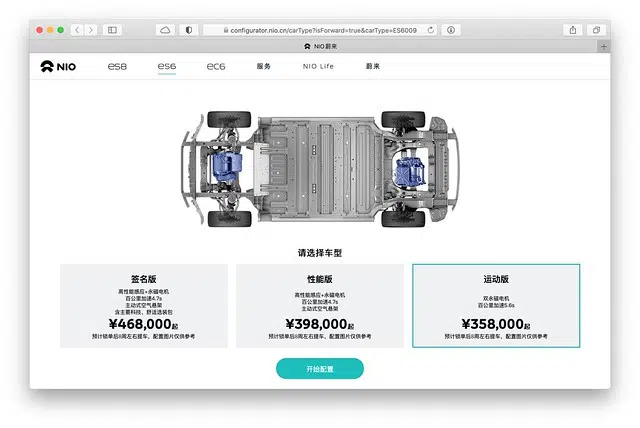 configurator.nio.cn/carType?isForward=true&carType=ES6009
NIO蔚来
NIO
ES8
ES6
EC6
服务
NIO Life
蔚来
请选择车型
签名版
高性能感应+永磁电机
百公里加速4.7s
主动式空气悬架
含主要科技、舒适选装包
¥468,000起
预计锁单后8周左右提车，配置图片仅供参考
性能版
高性能感应+永磁电机
百公里加速4.7s
主动式空气悬架
¥398,000起
预计锁单后8周左右提车，配置图片仅供参考
运动版
双永磁电机
百公里加速5.6s
¥358,000起
预计锁单后8周左右提车，配置图片仅供参考
开始配置